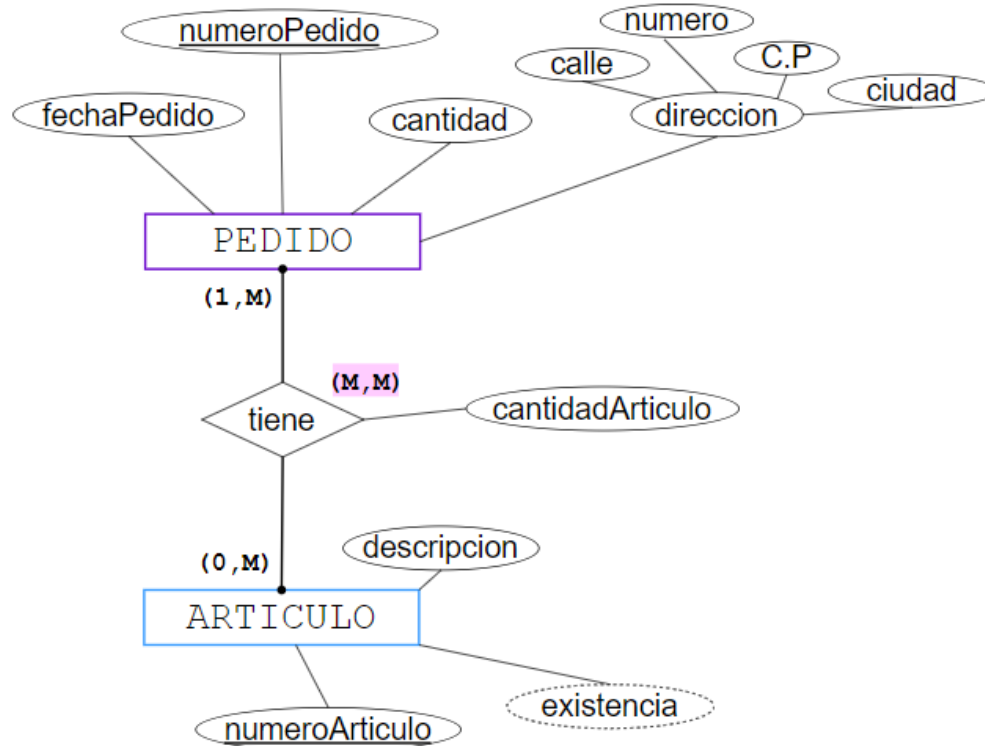 numeroPedido
numero
calle
C.P
ciudad
fechaPedido
cantidad
direccion
PEDIDO
(1,M)
(M,M)
tiene
cantidadArticulo
(0,M)
descripcion
ARTICULO
existencia
numeroArticulo